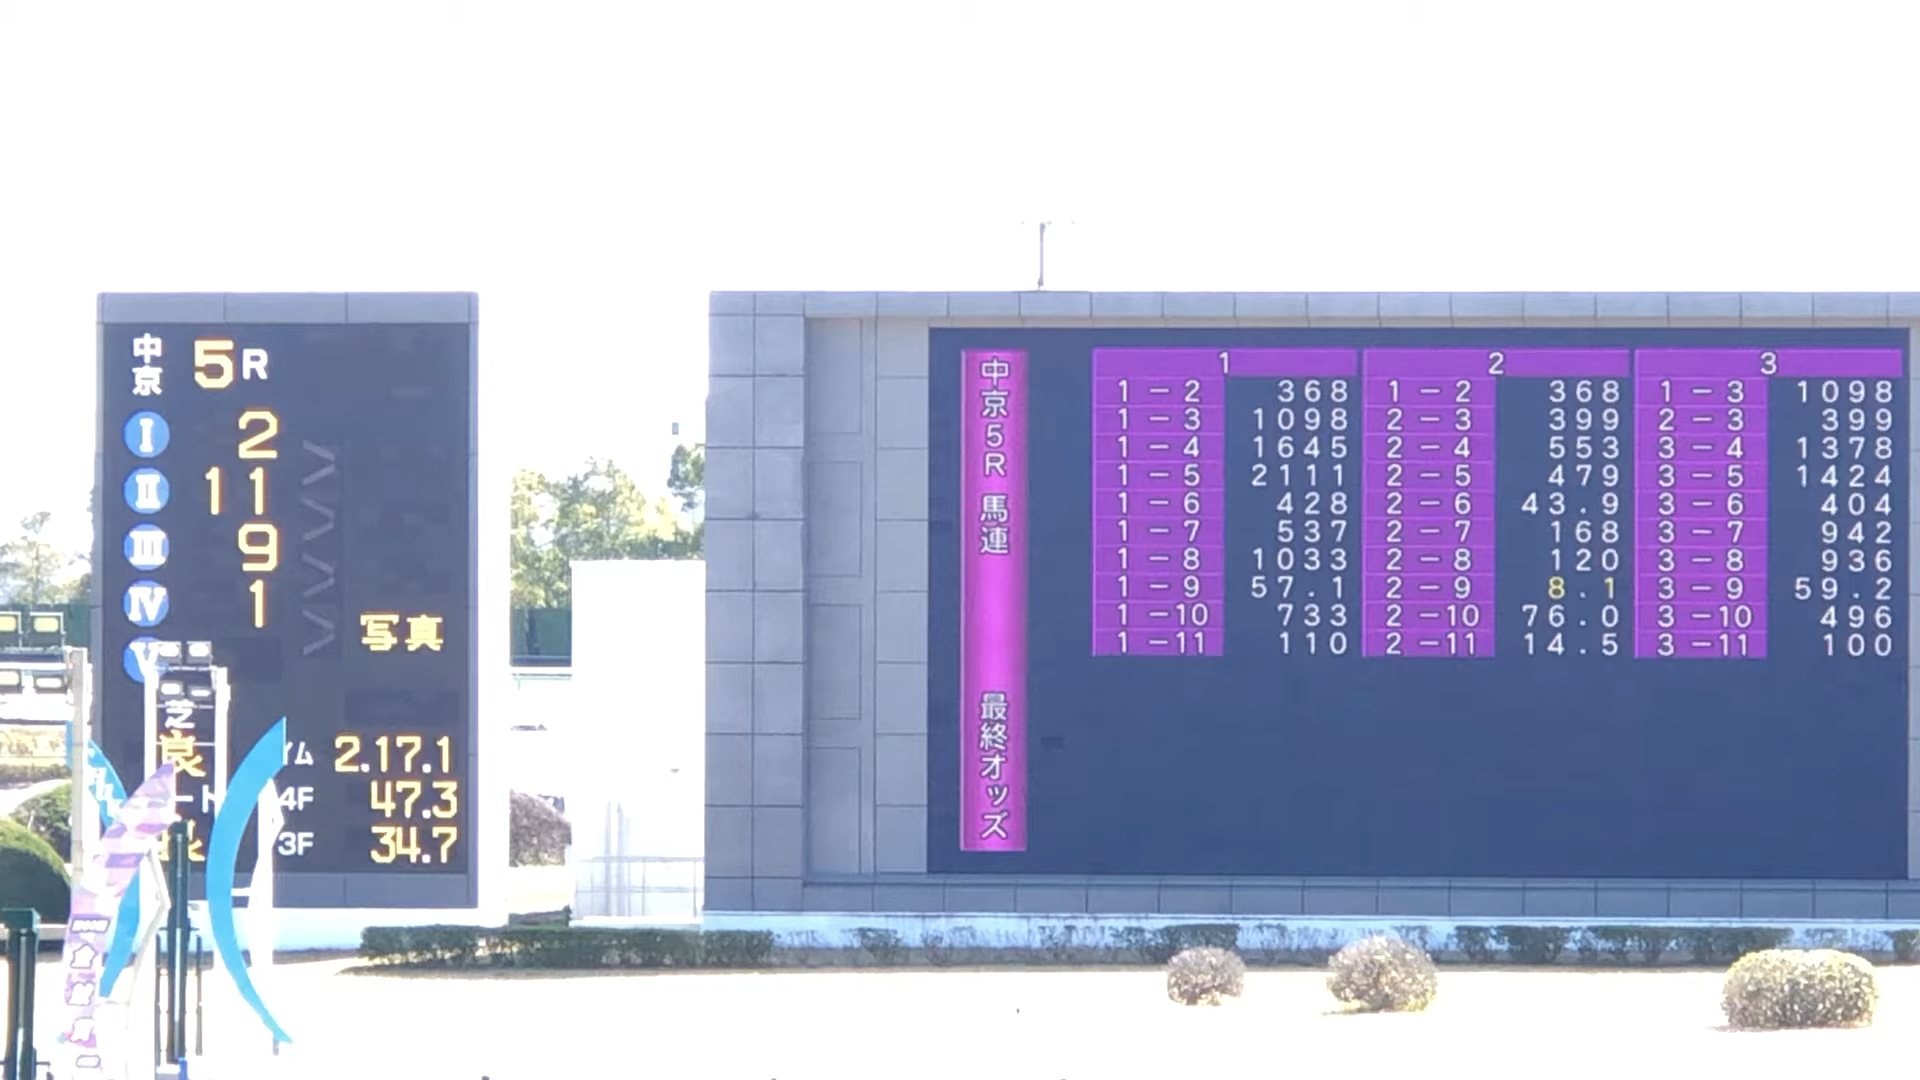 中京 5R
I 2
II 11
III 9
IV 1
写真
V
芝
良
イム 2.17.1
4F 47.3
3F 34.7
中京5R 馬連 最終オッズ
1 2 3
1-2 368 1-2 368 1-3 1098
1-3 1098 2-3 399 2-3 399
1-4 1645 2-4 553 3-4 1378
1-5 2111 2-5 479 3-5 1424
1-6 428 2-6 43.9 3-6 404
1-7 537 2-7 168 3-7 942
1-8 1033 2-8 120 3-8 936
1-9 57.1 2-9 8.1 3-9 59.2
1-10 733 2-10 76.0 3-10 496
1-11 110 2-11 14.5 3-11 100